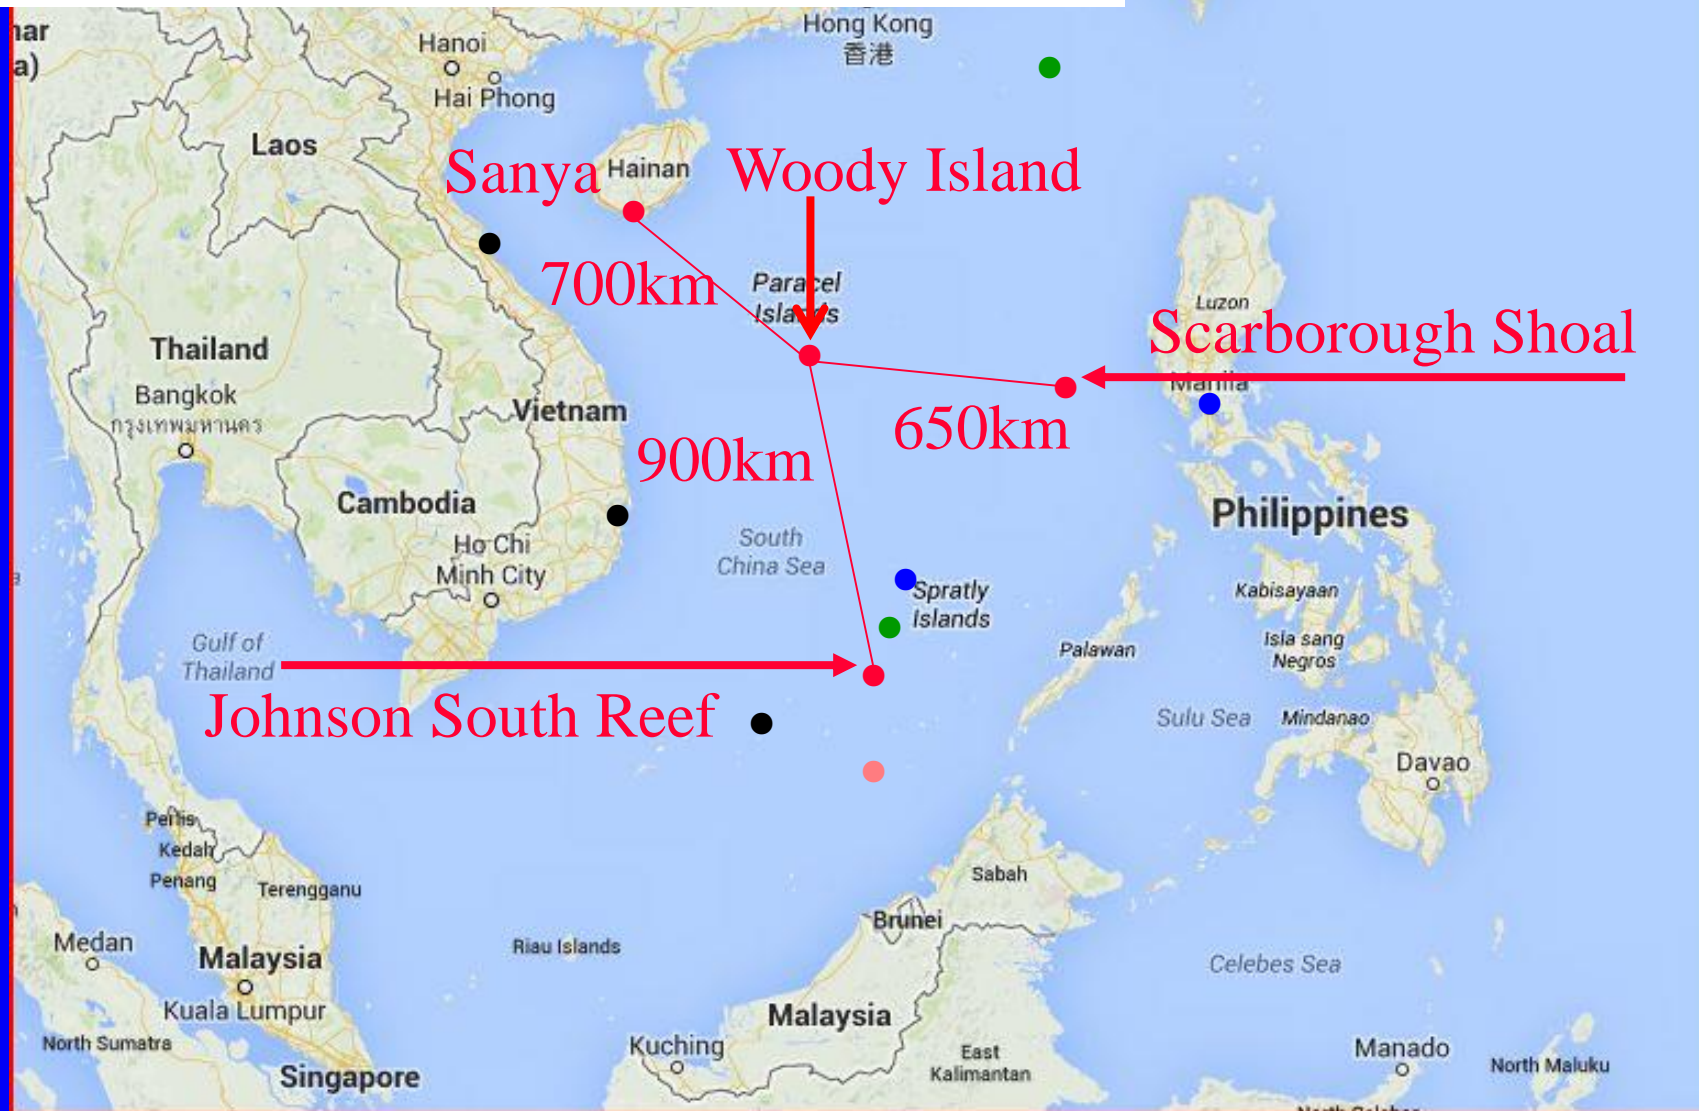 Hong Kong
香港
nar
a)
Hanoi
Hai Phong
Laos
Sanya
Hainan
Woody Island
700km
Paracel
Islands
Luzon
Scarborough Shoal
Thailand
Manila
Bangkok
กรุงเทพมหานคร
Vietnam
650km
900km
Cambodia
Philippines
Ho Chi
Minh City
South
China Sea
Spratly
Islands
Kabisayaan
Gulf of
Thailand
Isla sang
Negros
Palawan
Johnson South Reef
Sulu Sea
Mindanao
Davao
Perlis
Kedah
Penang
Terengganu
Sabah
Brunei
Medan
Malaysia
Riau Islands
Celebes Sea
Kuala Lumpur
Malaysia
North Sumatra
Kuching
East
Kalimantan
Manado
North Maluku
Singapore